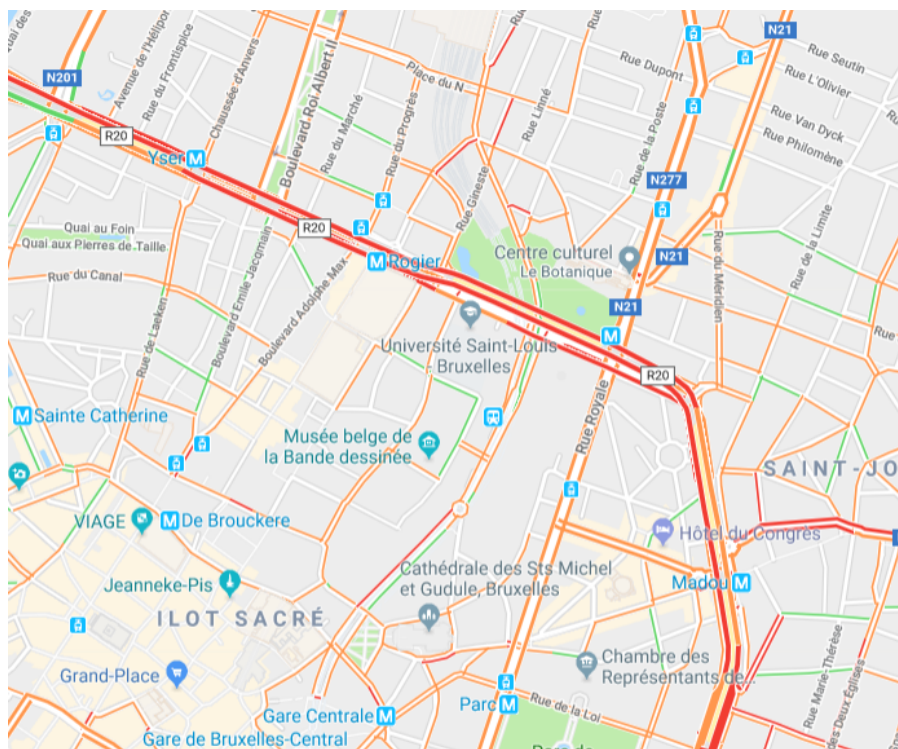 Quai des
Avenue de l'Hélipor
N201
Rue du Frontispice
Chaussée d'Anvers
Boulevard Roi Albert II
Rue du Marché
Rue du Progrès
Place du N
Rue Gineste
Rue Linné
Rue Dupont
Rue de la Poste
N21
Rue Seutin
Rue L'Olivier
Rue Van Dyck
Rue Philomène
R20
Yser
N277
R20
Quai au Foin
Quai aux Pierres de Taille
Rue du Canal
Rogier
Centre culturel
Le Botanique
N21
N21
Rue du Méridien
Rue de la Limite
Rue de Laeken
Boulevard Emile Jacqmain
Boulevard Adolphe Max
Université Saint-Louis
- Bruxelles
Rue
R20
Rue Royale
Sainte Catherine
Musée belge de
la Bande dessinée
SAINT-JO
VIAGE
De Brouckere
Hôtel du Congrès
Cathédrale des Sts Michel
et Gudule, Bruxelles
Madou
Jeanneke-Pis
ILOT SACRÉ
Grand-Place
Chambre des
Représentants de...
Rue Marie-Thérèse
des Deux Églises
Parc
Rue de la Loi
Gare Centrale
Gare de Bruxelles-Central
Parc de